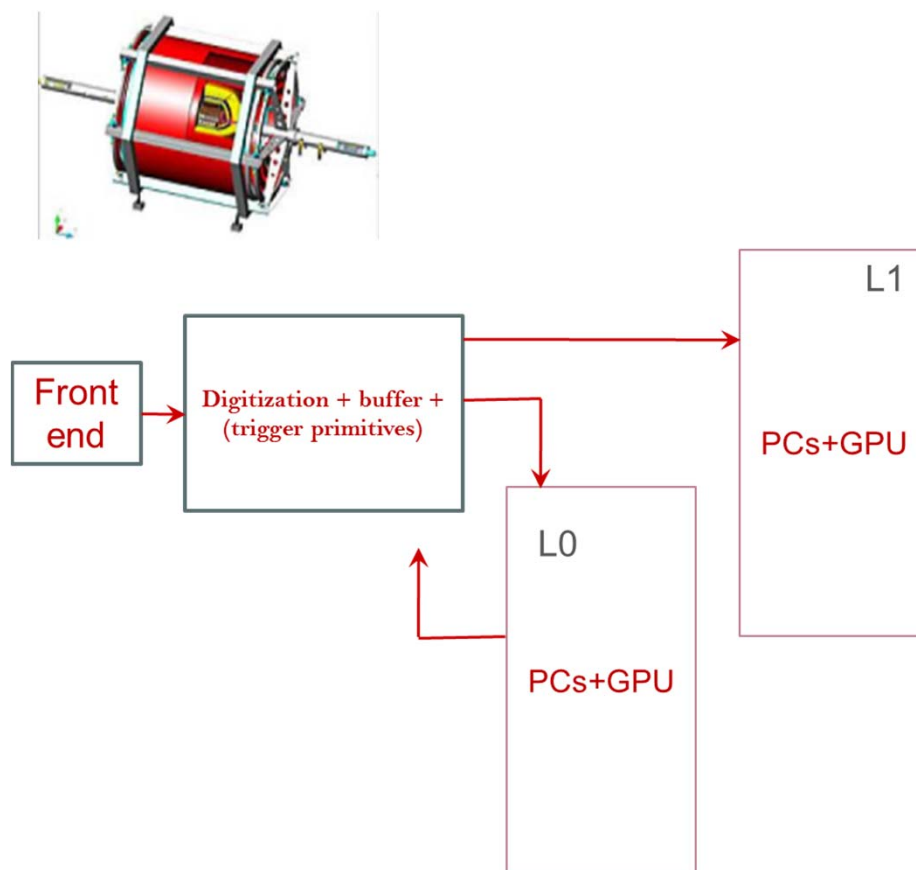 L1
Front
end
Digitization + buffer +
(trigger primitives)
PCs+GPU
L0
PCs+GPU